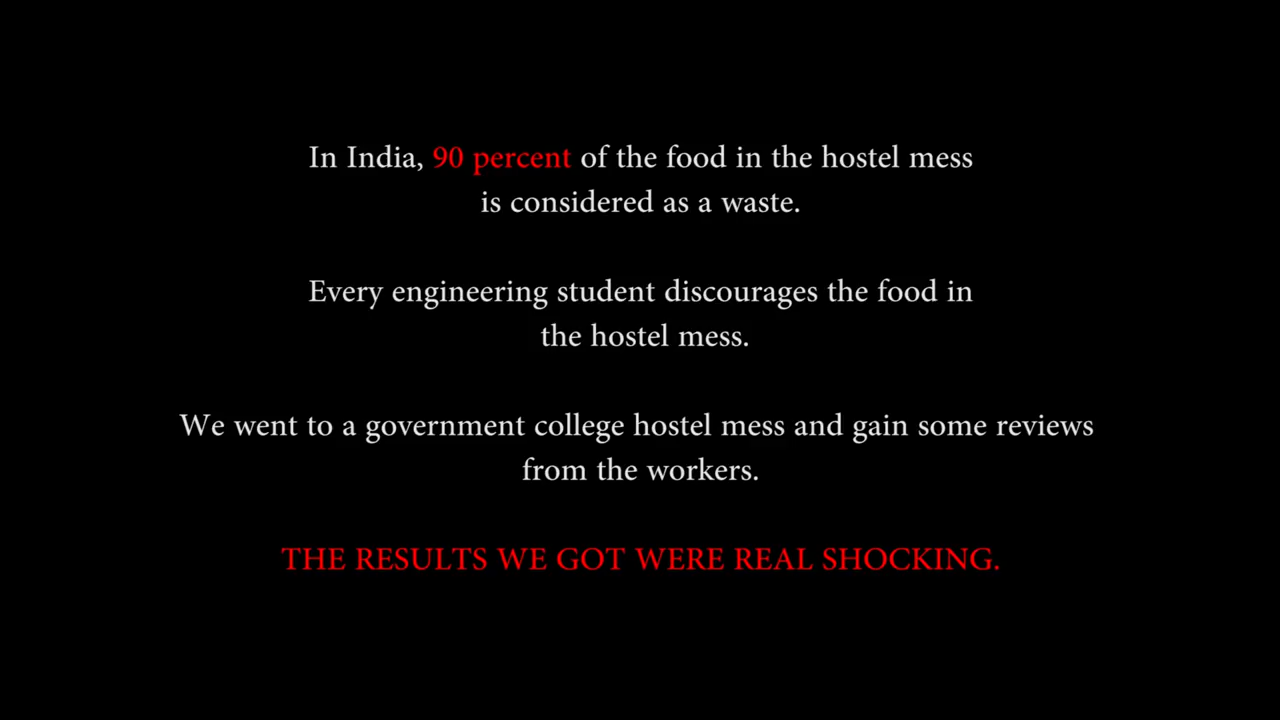 In India, 90 percent of the food in the hostel mess
is considered as a waste.
Every engineering student discourages the food in
the hostel mess.
We went to a government college hostel mess and gain some reviews
from the workers.
THE RESULTS WE GOT WERE REAL SHOCKING.